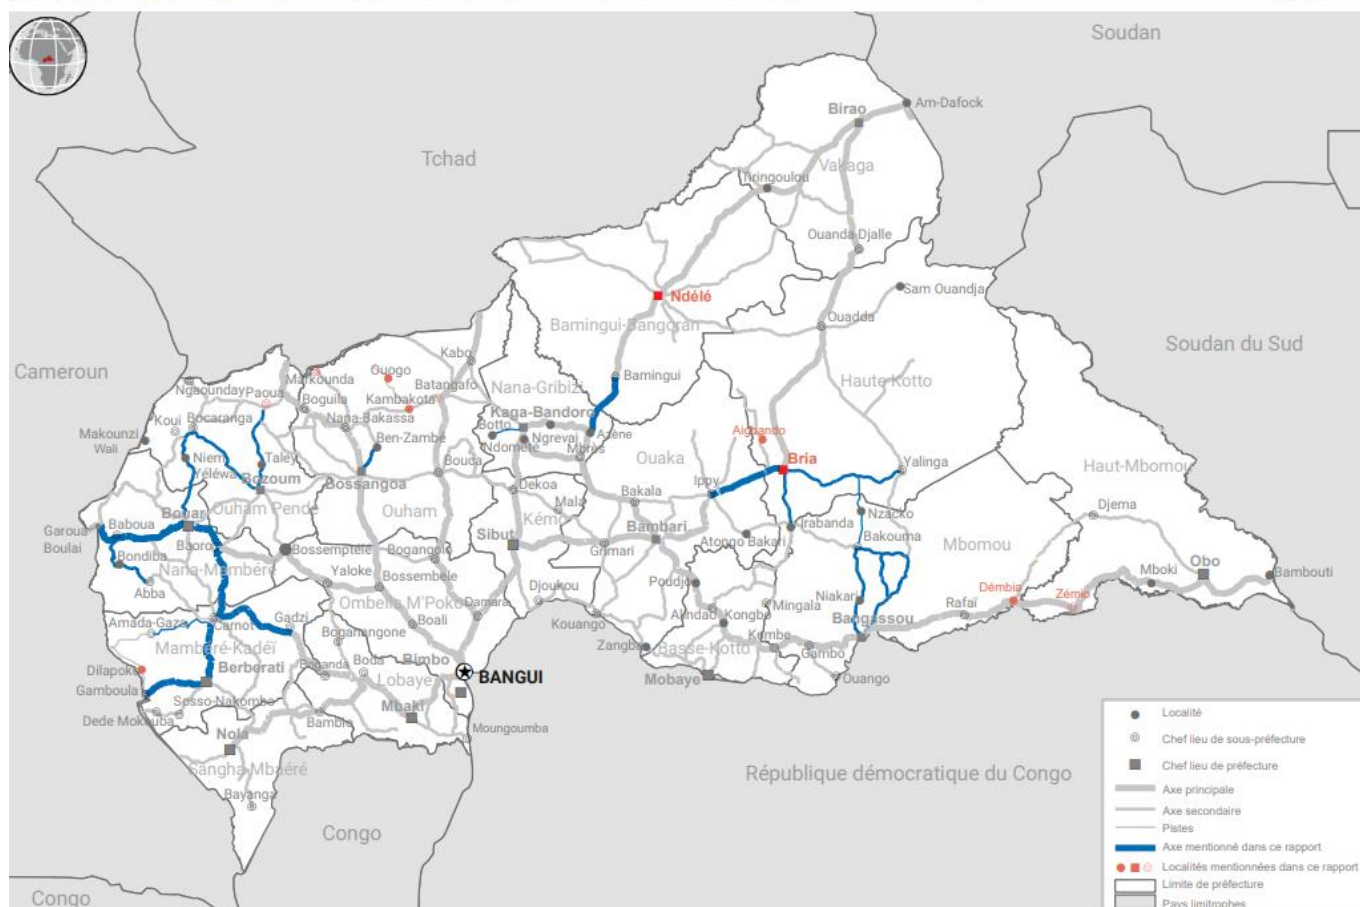 Soudan
Am-Dafock
Birao
Tchad
Vakaga
Tiringoulou
Ouanda-Djalle
Sam Ouandja
Ndélé
Bamingui-Bangoran
Ouadda
Soudan du Sud
Cameroun
Kabo
Markounda
Ouogo
Ngaounday
Paoua
Batangafo
Bamingui
Nana-Gribizi
Haute Kotto
Kambakota
Boguila
Koui
Bocaranga
Nana-Bakassa
Kaga-Bandoro
Botto
Makounzi
Wali
Ben-Zambé
Ngrevai
Azène
Aigbando
Ndometé
Mbrès
Niem
Taley
Bouca
Ouaka
Bria
Yalinga
Haut-Mbomou
Yéléwa
Bozoum
Bossangoa
Dekoa
Ippy
Ouham Pendé
Ouham
Mala
Bakala
Nzacko
Djema
Baboua
Bouar
Kémo
Bambari
Irabanda
Garoua
Boulai
Sibut
Bakouma
Mbomou
Baoro
Bossemptele
Bogangolo
Grimari
Atongo Bakari
Bondiba
Nana-Mambéré
Obo
Yaloke
Bossembele
Djoukou
Poudjo
Mboki
Bambouti
Abba
Démbia
Zémio
Ombella M'Poko
Damara
Mingala
Niakari
Amada-Gaza
Carnot
Gadzi
Boali
Kouango
Alindao
Kongbo
Rafaï
Bangassou
Mambéré-Kadéï
Boganangone
Zangba
Basse-Kotto
Kembe
Gambo
Dilapoko
Berberati
Boganda
Boda
Bimbo
Lobaye
BANGUI
Mobaye
Ouango
Gamboula
Sosso-Nakombo
Dede Mokouba
Bambio
Mbaki
Moungoumba
Nola
Sangha Mbaéré
Bayanga
République démocratique du Congo
Congo
Congo
Localité
Chef lieu de sous-préfecture
Chef lieu de préfecture
Axe principale
Axe secondaire
Pistes
Axe mentionné dans ce rapport
Localités mentionnées dans ce rapport
Limite de préfecture
Pays limitrophes